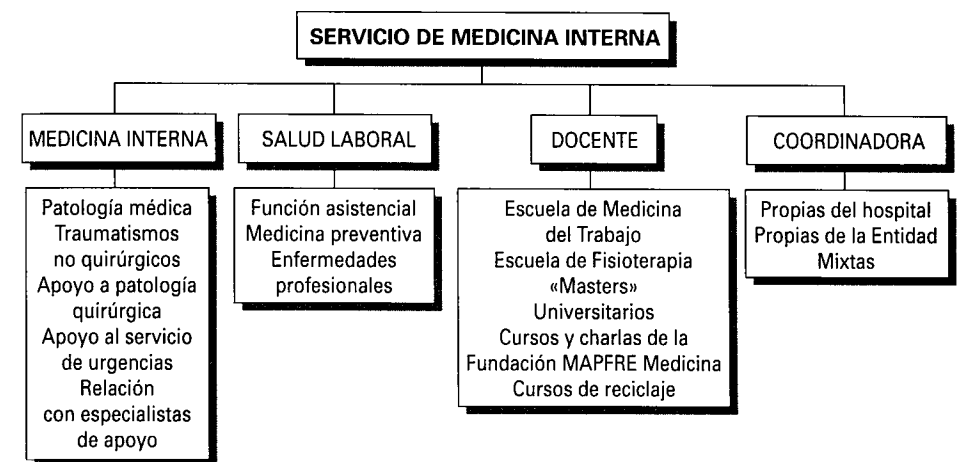 SERVICIO DE MEDICINA INTERNA
MEDICINA INTERNA
Patología médica
Traumatismos
no quirúrgicos
Apoyo a patología
quirúrgica
Apoyo al servicio
de urgencias
Relación
con especialistas
de apoyo
SALUD LABORAL
Función asistencial
Medicina preventiva
Enfermedades
profesionales
DOCENTE
Escuela de Medicina
del Trabajo
Escuela de Fisioterapia
«Masters»
Universitarios
Cursos y charlas de la
Fundación MAPFRE Medicina
Cursos de reciclaje
COORDINADORA
Propias del hospital
Propias de la Entidad
Mixtas